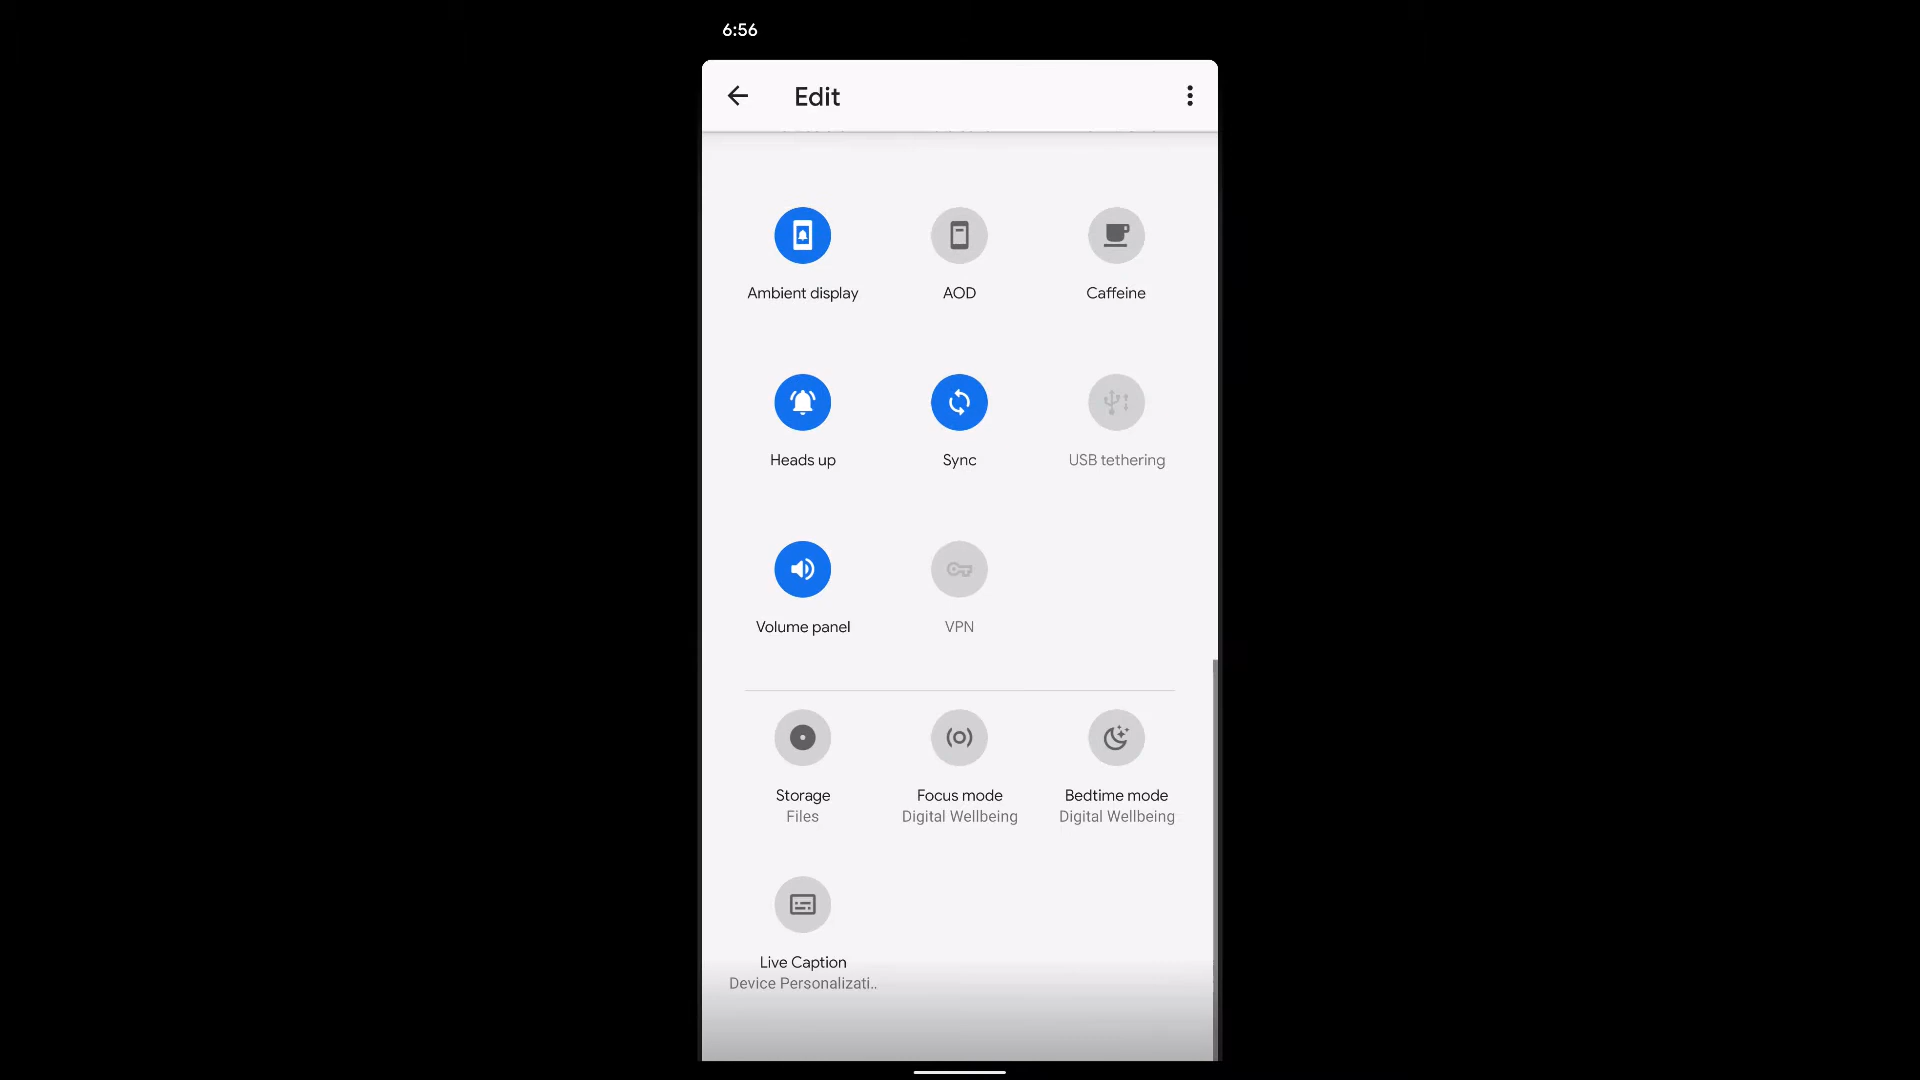 6:56
Edit
Ambient display
AOD
Caffeine
Heads up
Sync
USB tethering
Volume panel
VPN
Storage
Files
Focus mode
Digital Wellbeing
Bedtime mode
Digital Wellbeing
Live Caption
Device Personalizati..